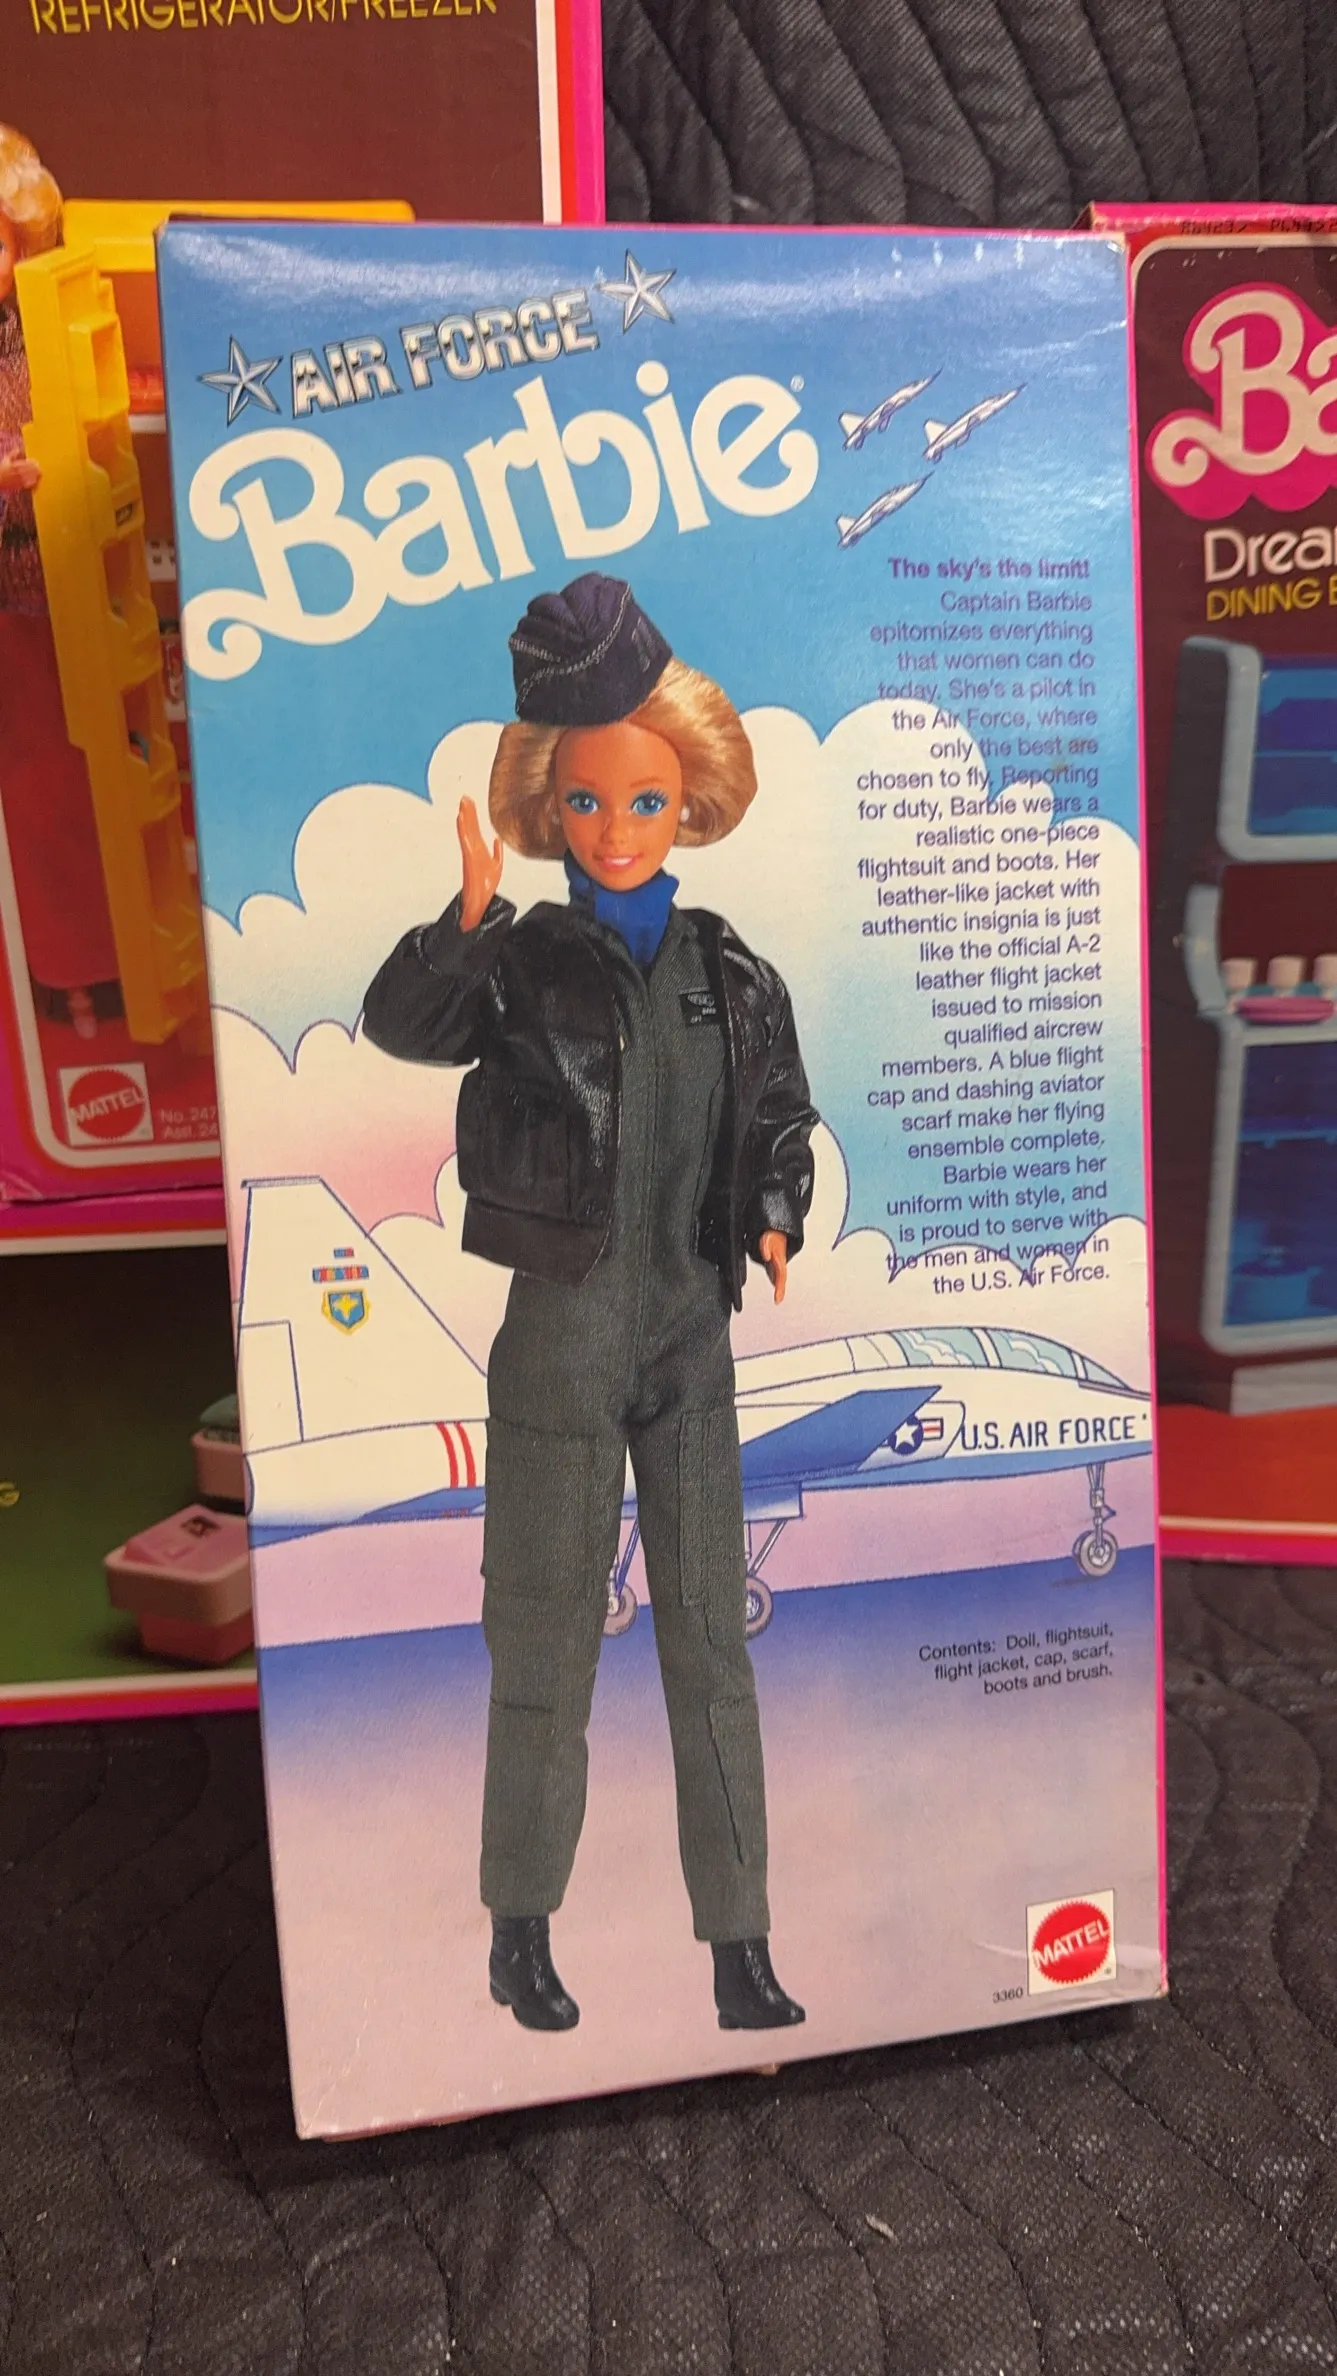 REFRIGERATOR/FREEZER
★ AIR FORCE ★
Barbie®
The sky's the limit!
Captain Barbie
epitomizes everything
that women can do
today. She's a pilot in
the Air Force, where
only the best are
chosen to fly. Reporting
for duty, Barbie wears a
realistic one-piece
flightsuit and boots. Her
leather-like jacket with
authentic insignia is just
like the official A-2
leather flight jacket
issued to mission
qualified aircrew
members. A blue flight
cap and dashing aviator
scarf make her flying
ensemble complete.
Barbie wears her
uniform with style, and
is proud to serve with
the men and women in
the U.S. Air Force.
U.S. AIR FORCE
Contents: Doll, flightsuit,
flight jacket, cap, scarf,
boots and brush.
MATTEL®
3360
MATTEL
No. 247
Asst. 24
G
Ba
Drea
DINING